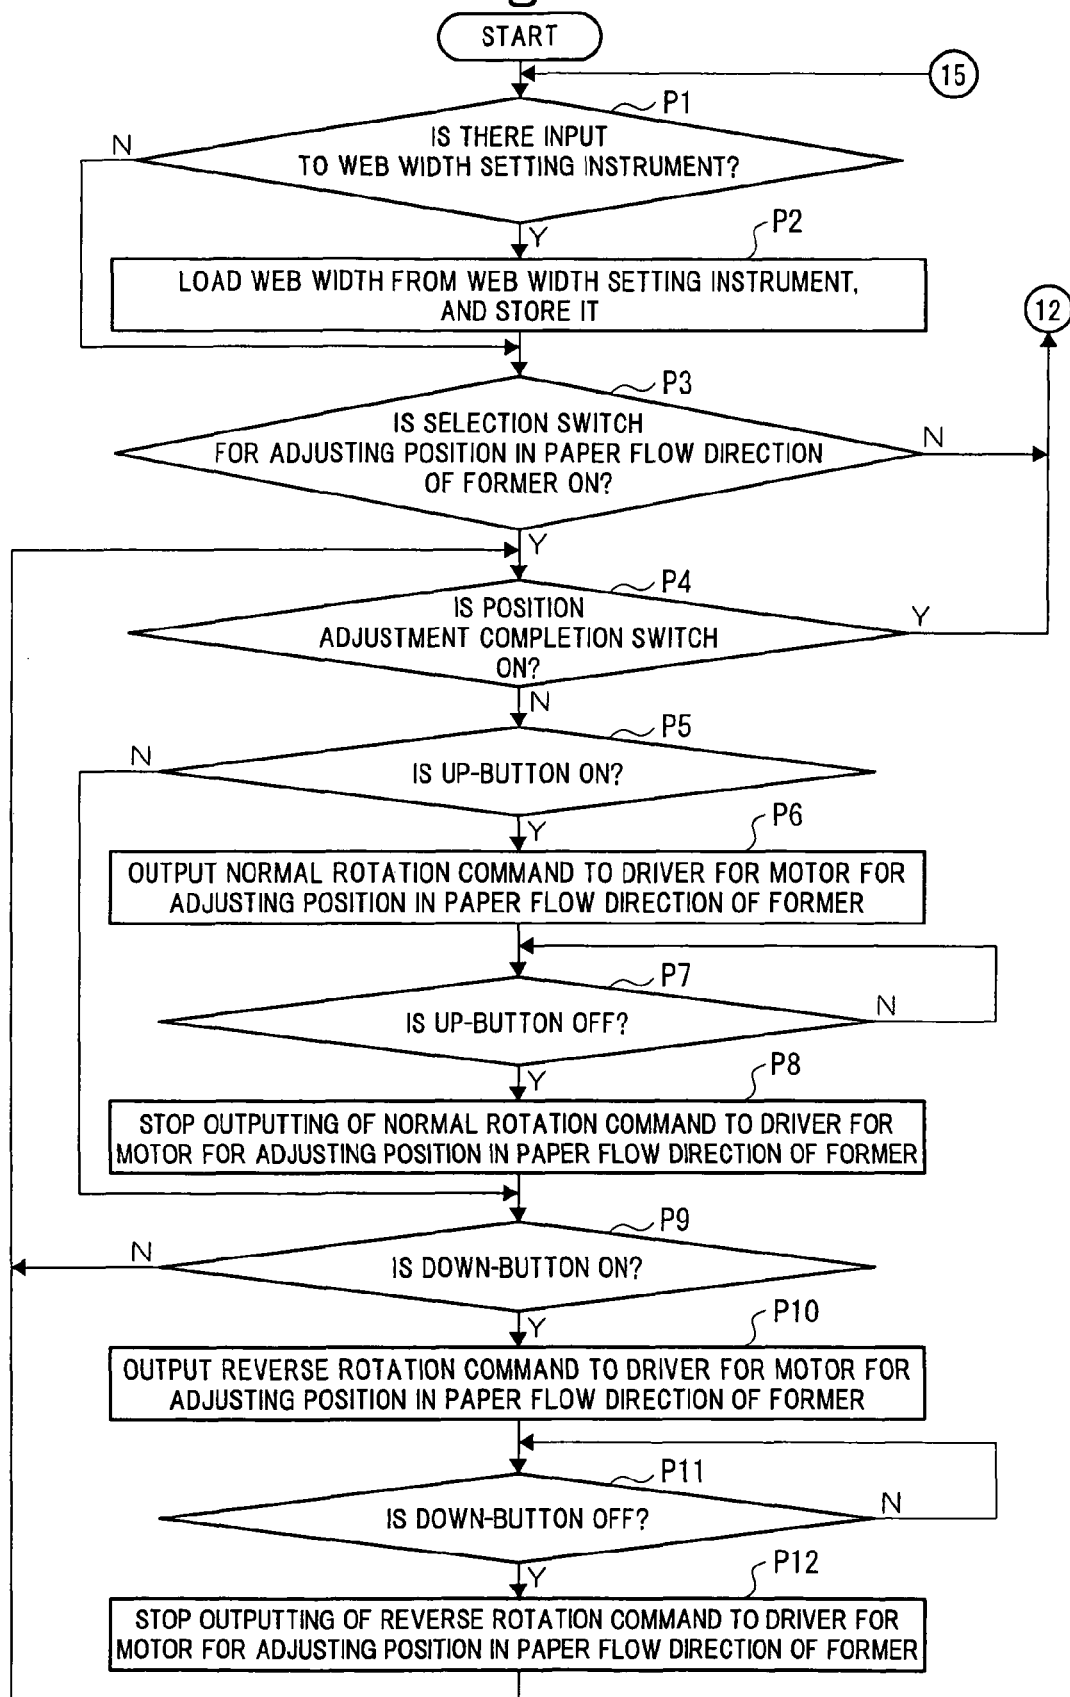 START
15
P1
N
IS THERE INPUT
TO WEB WIDTH SETTING INSTRUMENT?
Y
P2
LOAD WEB WIDTH FROM WEB WIDTH SETTING INSTRUMENT,
AND STORE IT
12
P3
IS SELECTION SWITCH
FOR ADJUSTING POSITION IN PAPER FLOW DIRECTION
OF FORMER ON?
N
Y
P4
IS POSITION
ADJUSTMENT COMPLETION SWITCH
ON?
Y
N
P5
N
IS UP-BUTTON ON?
Y
P6
OUTPUT NORMAL ROTATION COMMAND TO DRIVER FOR MOTOR FOR
ADJUSTING POSITION IN PAPER FLOW DIRECTION OF FORMER
P7
IS UP-BUTTON OFF?
N
Y
P8
STOP OUTPUTTING OF NORMAL ROTATION COMMAND TO DRIVER FOR
MOTOR FOR ADJUSTING POSITION IN PAPER FLOW DIRECTION OF FORMER
P9
N
IS DOWN-BUTTON ON?
Y
P10
OUTPUT REVERSE ROTATION COMMAND TO DRIVER FOR MOTOR FOR
ADJUSTING POSITION IN PAPER FLOW DIRECTION OF FORMER
P11
IS DOWN-BUTTON OFF?
N
Y
P12
STOP OUTPUTTING OF REVERSE ROTATION COMMAND TO DRIVER FOR
MOTOR FOR ADJUSTING POSITION IN PAPER FLOW DIRECTION OF FORMER